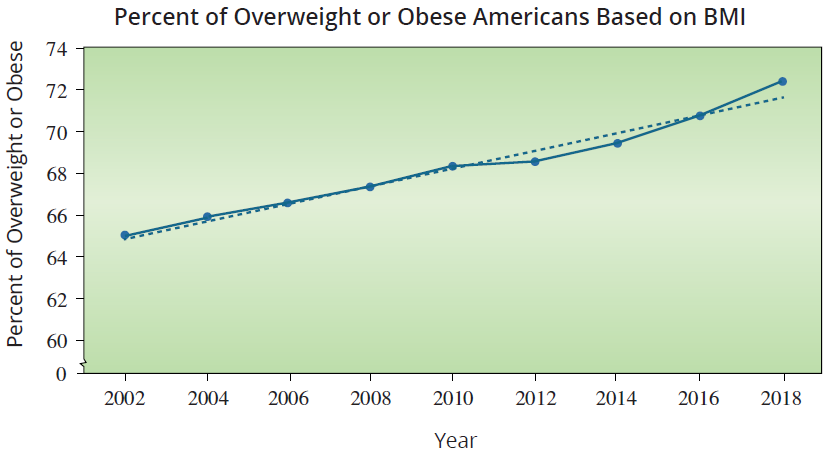 Percent of Overweight or Obese Americans Based on BMI
Percent of Overweight or Obese
74
72
70
68
66
64
62
60
0
2002 2004 2006 2008 2010 2012 2014 2016 2018
Year